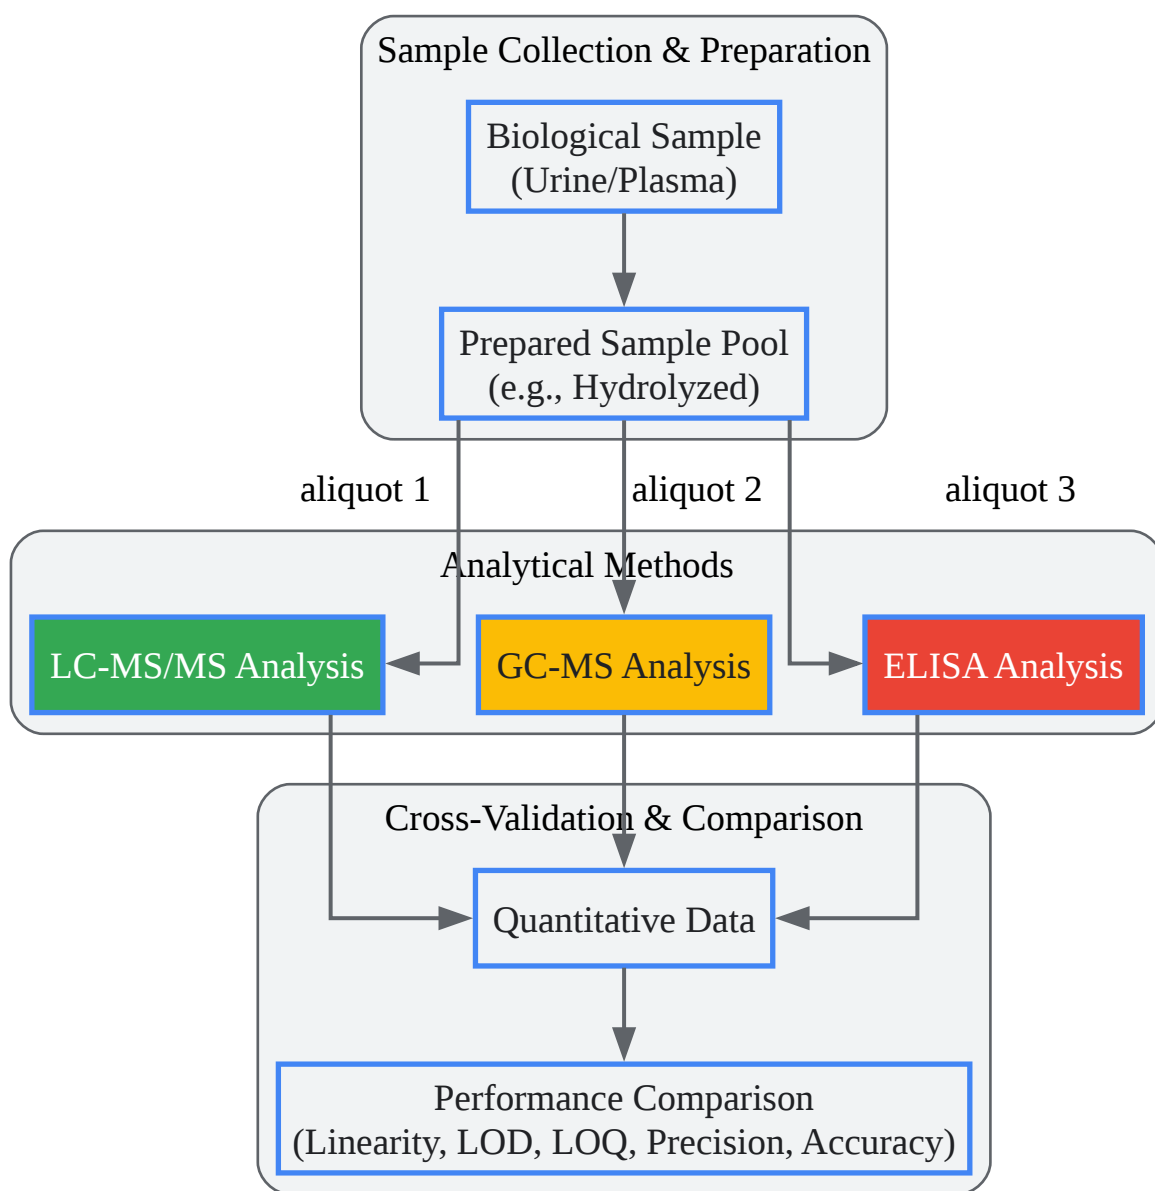 Sample Collection & Preparation
Biological Sample
(Urine/Plasma)
Prepared Sample Pool
(e.g., Hydrolyzed)
aliquot 1
aliquot 2
aliquot 3
Analytical Methods
LC-MS/MS Analysis
GC-MS Analysis
ELISA Analysis
Cross-Validation & Comparison
Quantitative Data
Performance Comparison
(Linearity, LOD, LOQ, Precision, Accuracy)